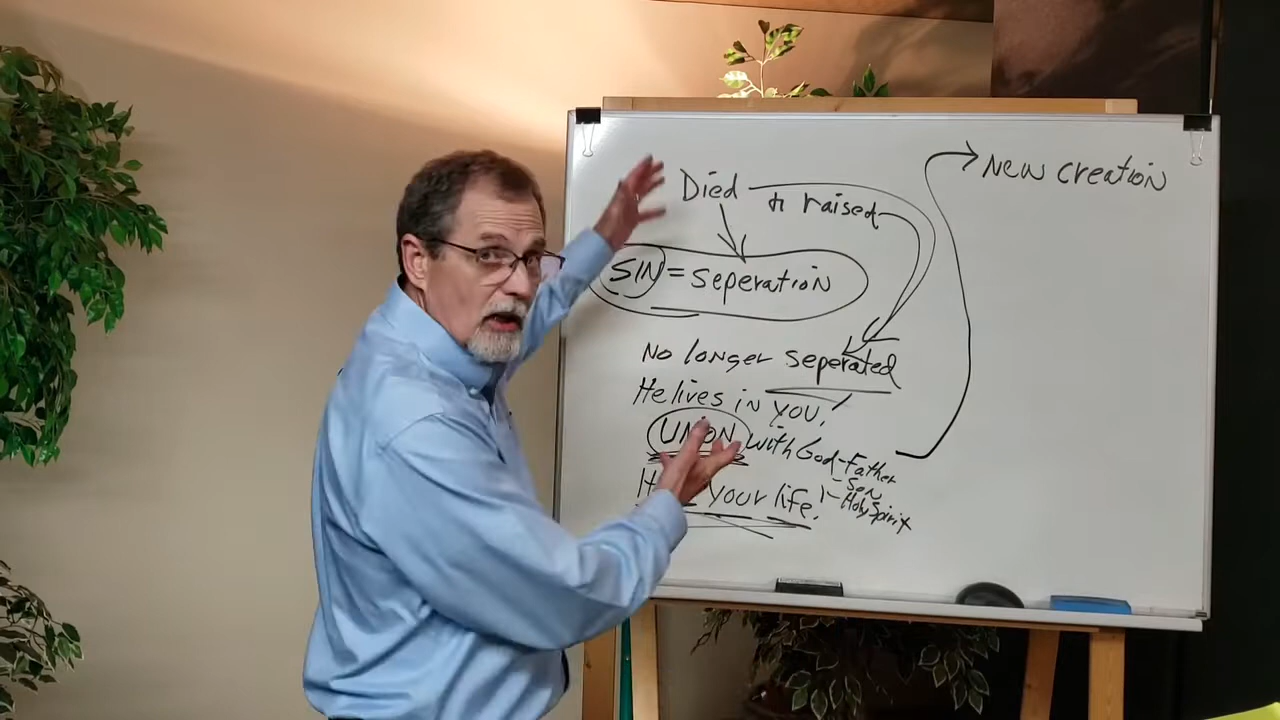 Died & raised
New Creation
SIN = Seperation
No longer Seperated
He lives in you!
UNION with God - Father
- Son
- Holy Spirit
your life!